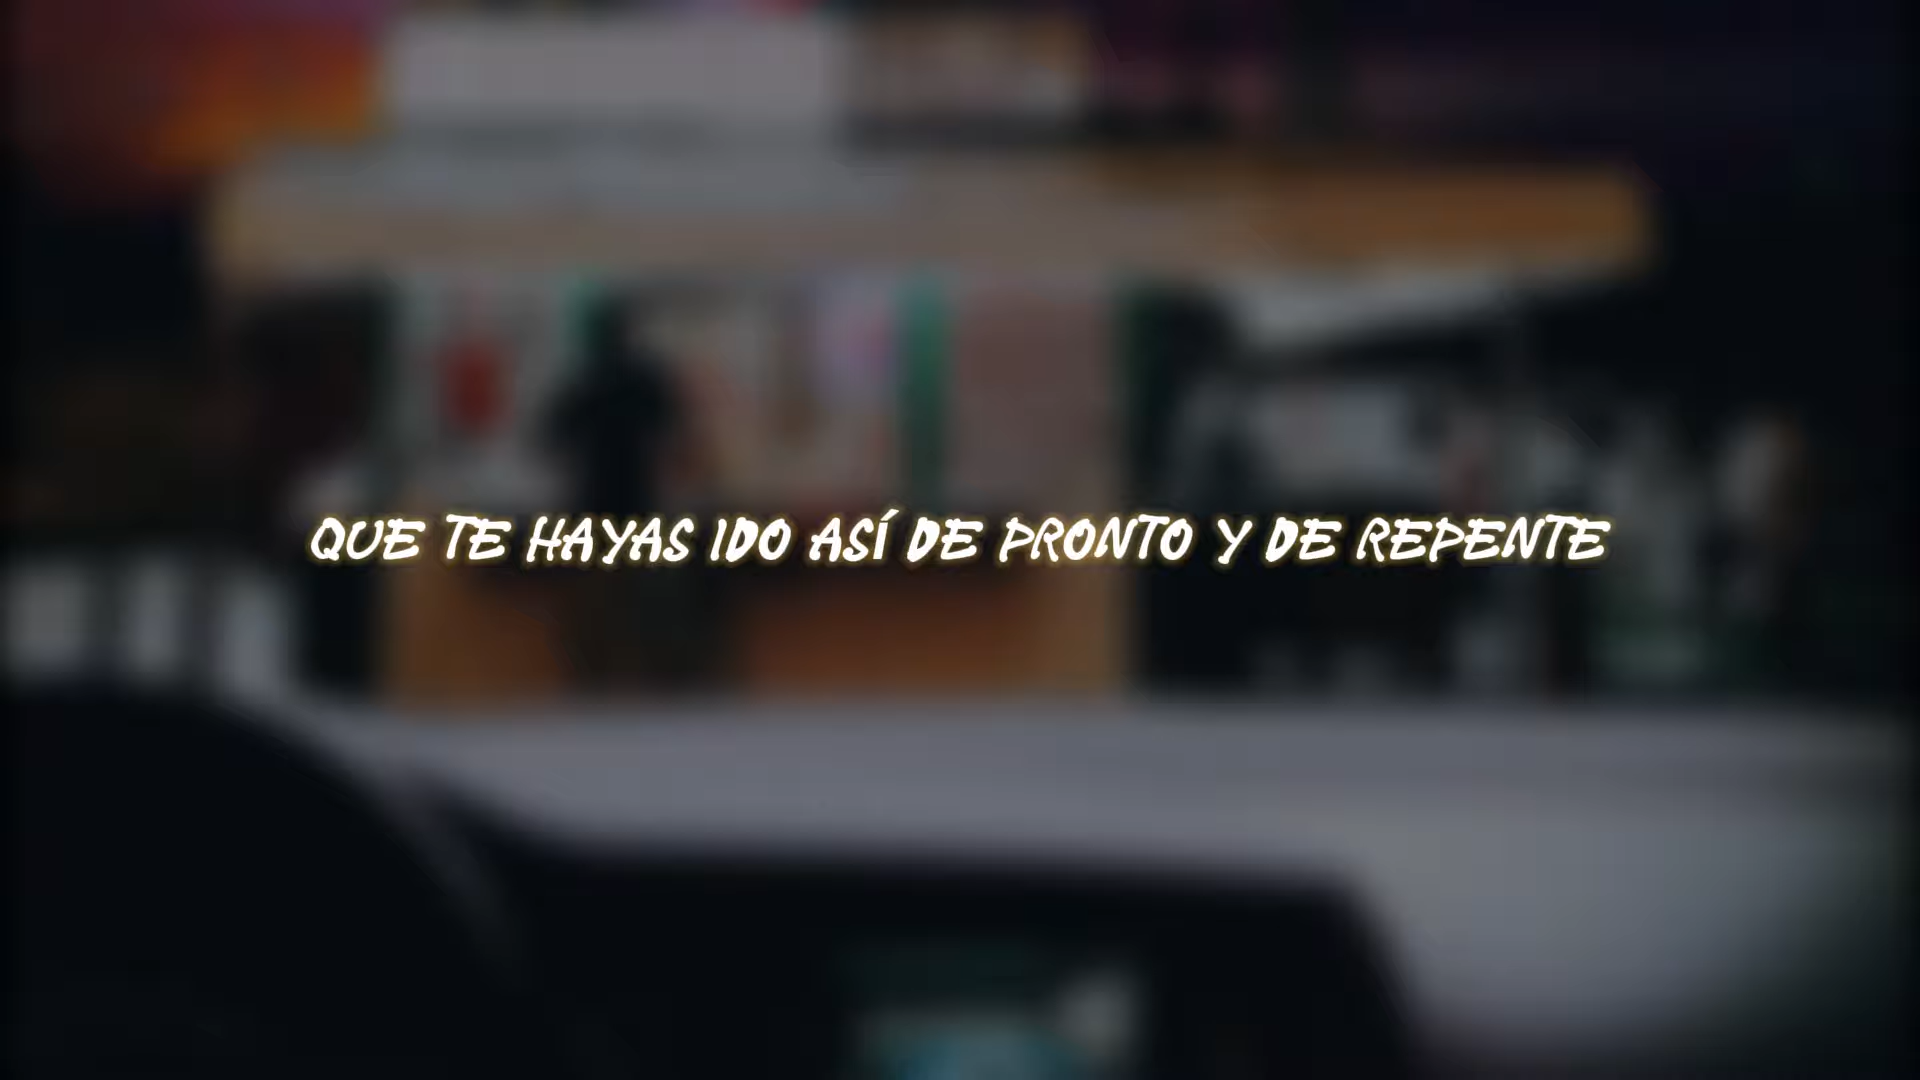 QUE TE HAYAS IDO ASÍ DE PRONTO Y DE REPENTE